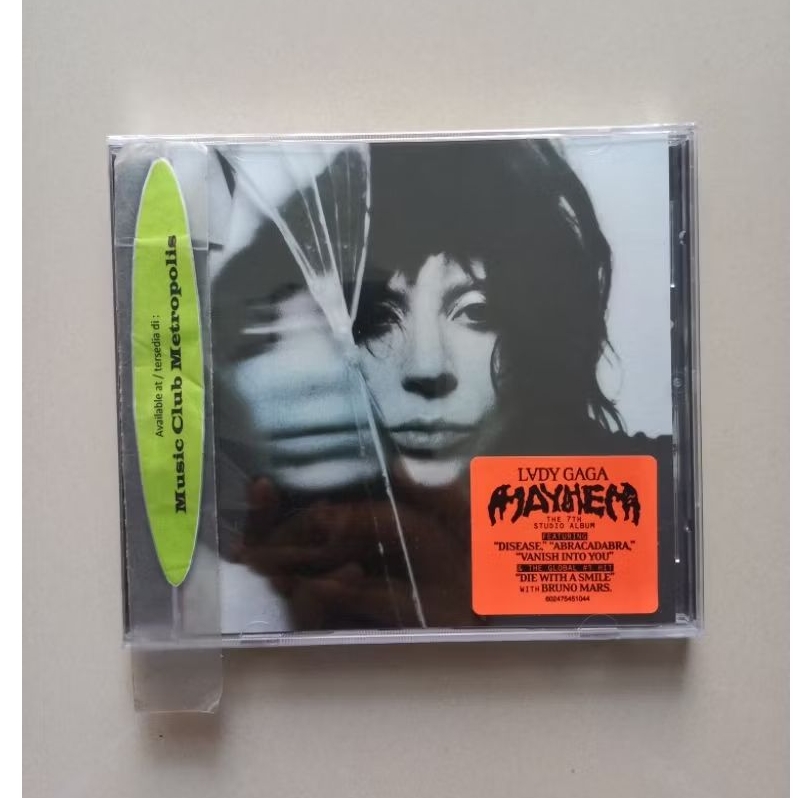 Available at / tersedia di :
Music Club Metropolis
LVDY GAGA
MAYHEM
THE 7TH
STUDIO ALBUM
FEATURING
"DISEASE," "ABRACADABRA,"
"VANISH INTO YOU"
& THE GLOBAL #1 HIT
"DIE WITH A SMILE"
WITH BRUNO MARS.
602475461044